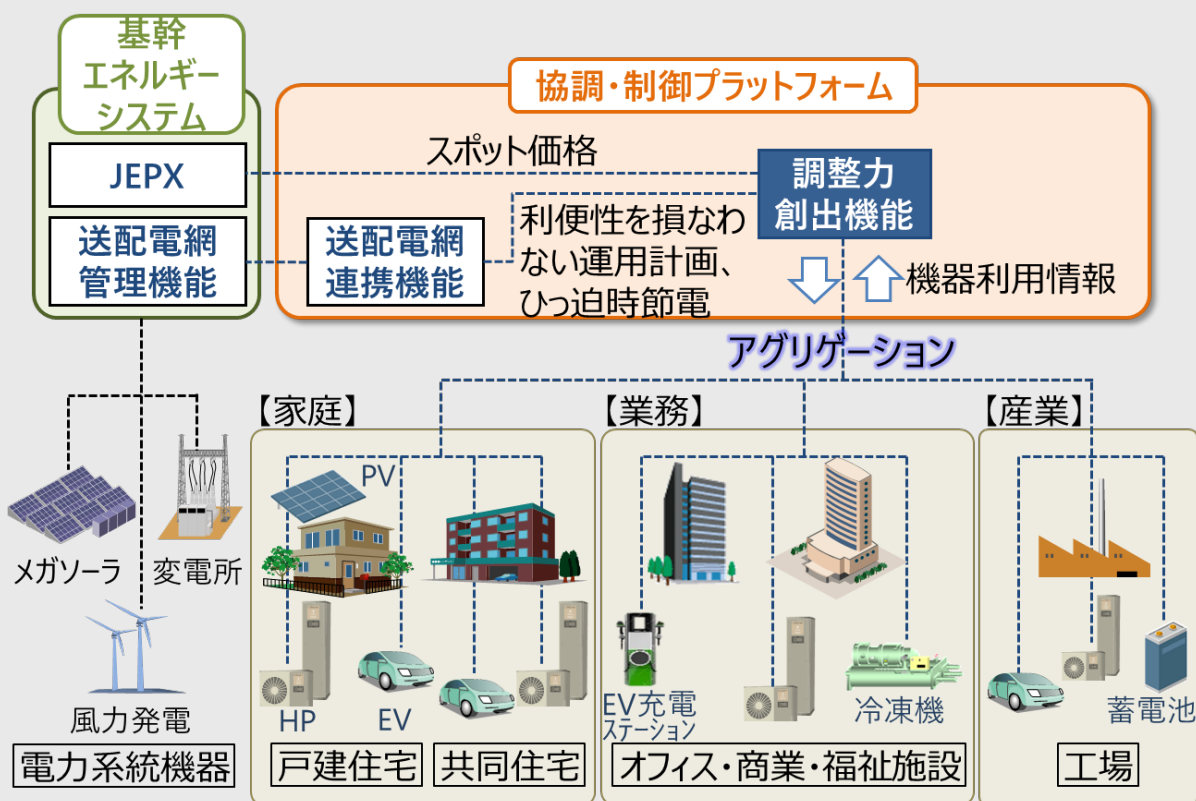 基幹
エネルギー
システム
協調・制御プラットフォーム
JEPX
スポット価格
調整力
創出機能
送配電網
管理機能
送配電網
連携機能
利便性を損なわ
ない運用計画、
ひっ迫時節電
機器利用情報
アグリゲーション
【家庭】
【業務】
【産業】
PV
メガソーラ
変電所
風力発電
HP
EV
EV充電
ステーション
冷凍機
蓄電池
電力系統機器
戸建住宅
共同住宅
オフィス・商業・福祉施設
工場